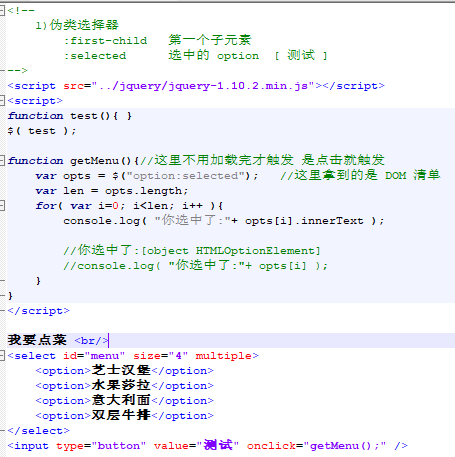 <!--
1)伪类选择器
:first-child 第一个子元素
:selected 选中的 option [ 测试 ]
-->
<script src="../jquery/jquery-1.10.2.min.js"></script>
<script>
function test(){ }
$( test );
function getMenu(){//这里不用加载完才触发 是点击就触发
var opts = $("option:selected"); //这里拿到的是 DOM 清单
var len = opts.length;
for( var i=0; i<len; i++ ){
console.log( "你选中了:"+ opts[i].innerText );
//你选中了:[object HTMLOptionElement]
//console.log( "你选中了:"+ opts[i] );
}
}
</script>
我要点菜 <br/>
<select id="menu" size="4" multiple>
<option>芝士汉堡</option>
<option>水果莎拉</option>
<option>意大利面</option>
<option>双层牛排</option>
</select>
<input type="button" value="测试" onclick="getMenu();" />